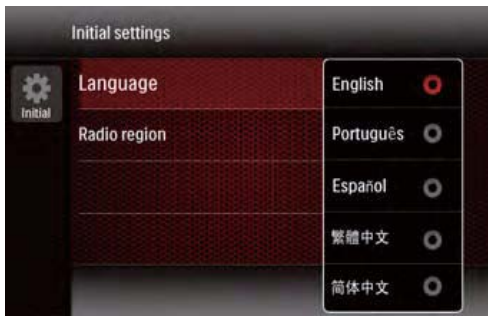 Initial settings
Initial
Language
Radio region
English
Português
Español
繁體中文
简体中文